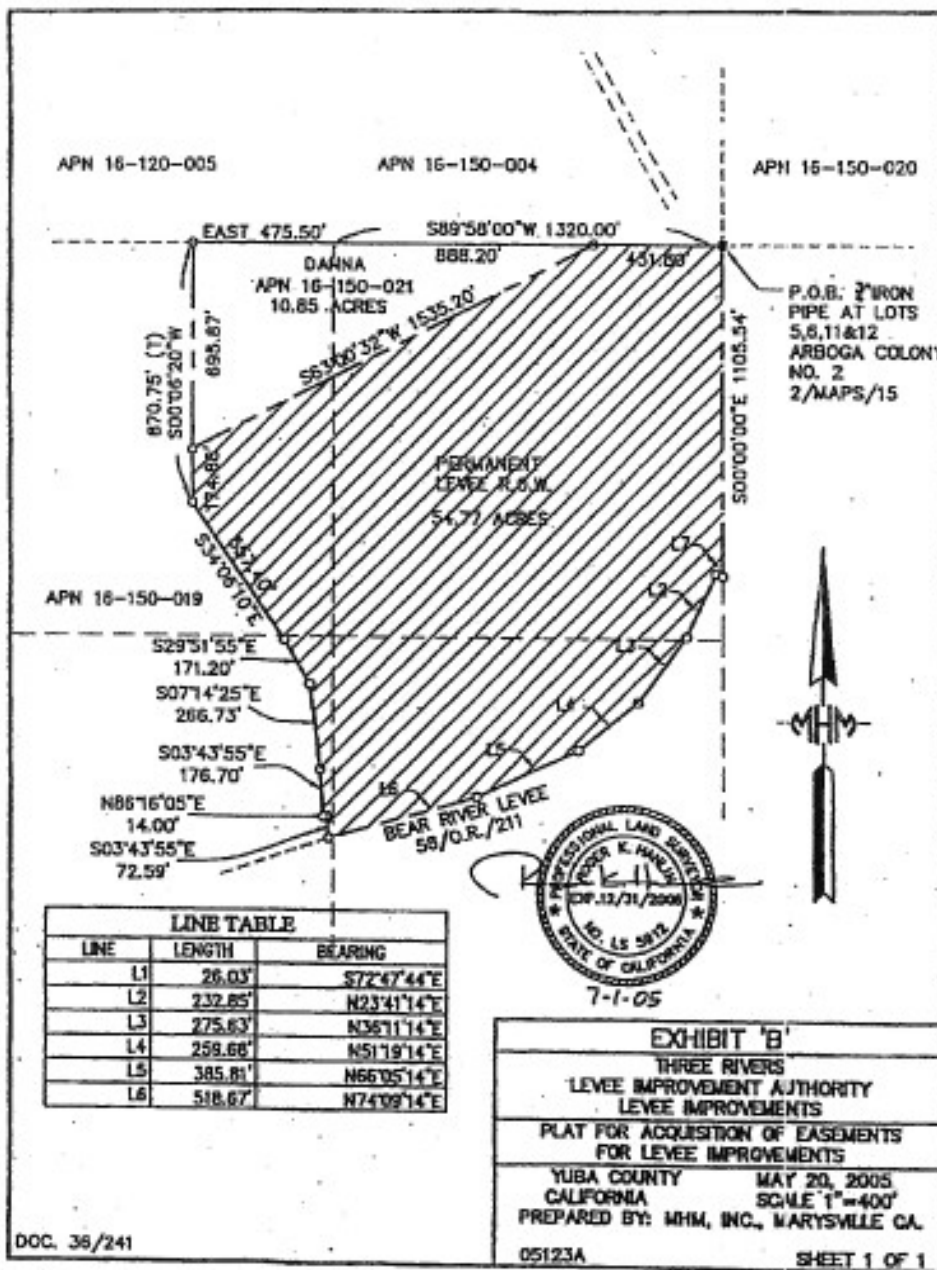 APN 16-120-005
APN 16-150-004
APN 16-150-020
EAST 475.50'
S89°58'00"W 1320.00'
888.20'
431.80'
DANNA
APN 16-150-021
10.85 ACRES
P.O.B. IRON
PIPE AT LOTS
5,6,11&12
ARBOGA COLONY
NO. 2
2/MAPS/15
S63°00'32"W 1535.20'
870.75' (T)
S00°06'20"W
695.87'
174.88'
S00°00'00"E 1105.54'
PERMANENT
LEVEE R.O.W.
54.77 ACRES
557.40'
S34°06'10"E
APN 16-150-019
L2
L3
L4
L5
L6
S29°51'55"E
171.20'
S07°14'25"E
266.73'
S03°43'55"E
176.70'
N86°16'05"E
14.00'
S03°43'55"E
72.59'
BEAR RIVER LEVEE
58/O.R./211
MHM
PROFESSIONAL LAND SURVEYOR
K. HANLIN
EXP. 12/31/2006
NO. LS 5812
STATE OF CALIFORNIA
7-1-05
LINE TABLE
LINE LENGTH BEARING
L1 26.03' S72°47'44"E
L2 232.85' N23°41'14"E
L3 275.63' N36°11'14"E
L4 259.68' N51°19'14"E
L5 385.81' N66°05'14"E
L6 518.67' N74°09'14"E
EXHIBIT 'B'
THREE RIVERS
LEVEE IMPROVEMENT AUTHORITY
LEVEE IMPROVEMENTS
PLAT FOR ACQUISITION OF EASEMENTS
FOR LEVEE IMPROVEMENTS
YUBA COUNTY MAY 20, 2005
CALIFORNIA SCALE 1"=400'
PREPARED BY: MHM, INC., MARYSVILLE CA.
05123A SHEET 1 OF 1
DOC. 36/241